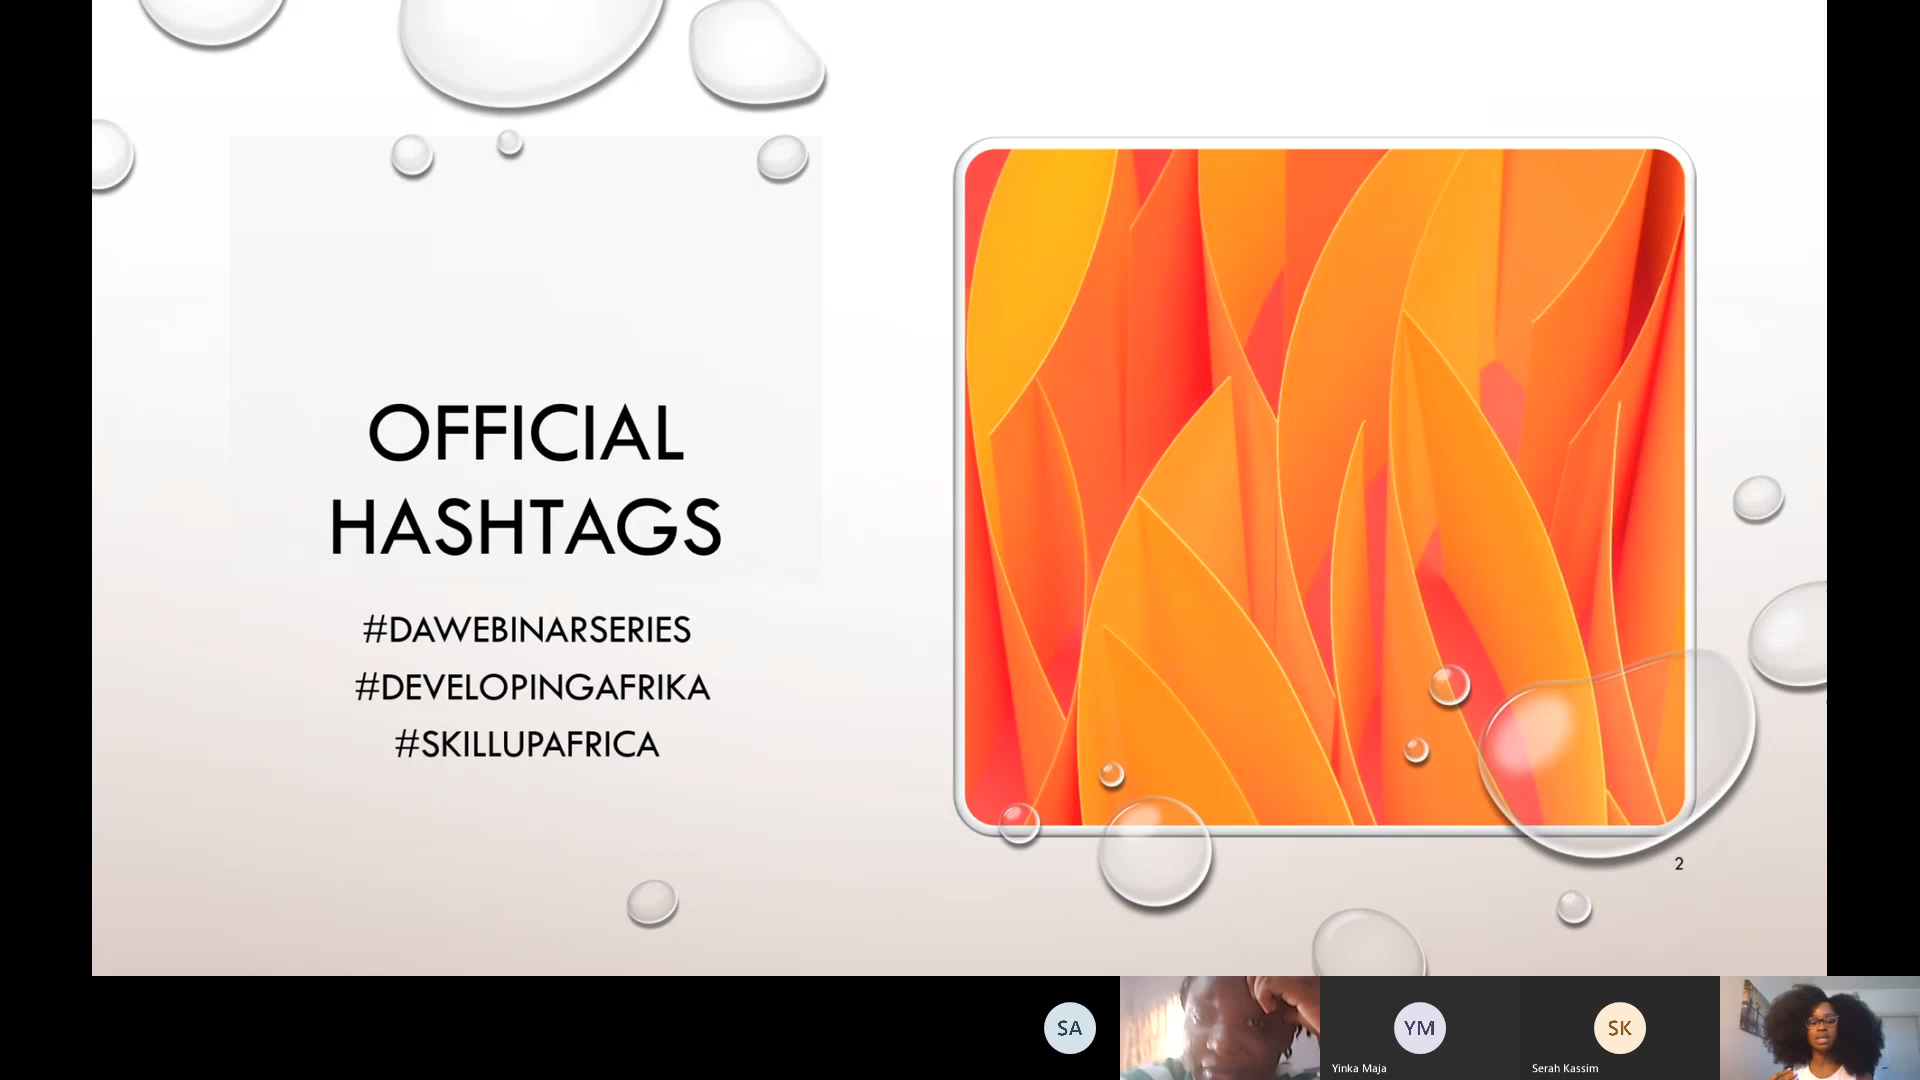 OFFICIAL
HASHTAGS
#DAWEBINARSERIES
#DEVELOPINGAFRIKA
#SKILLUPAFRICA
2
SA
YM
Yinka Maja
SK
Serah Kassim